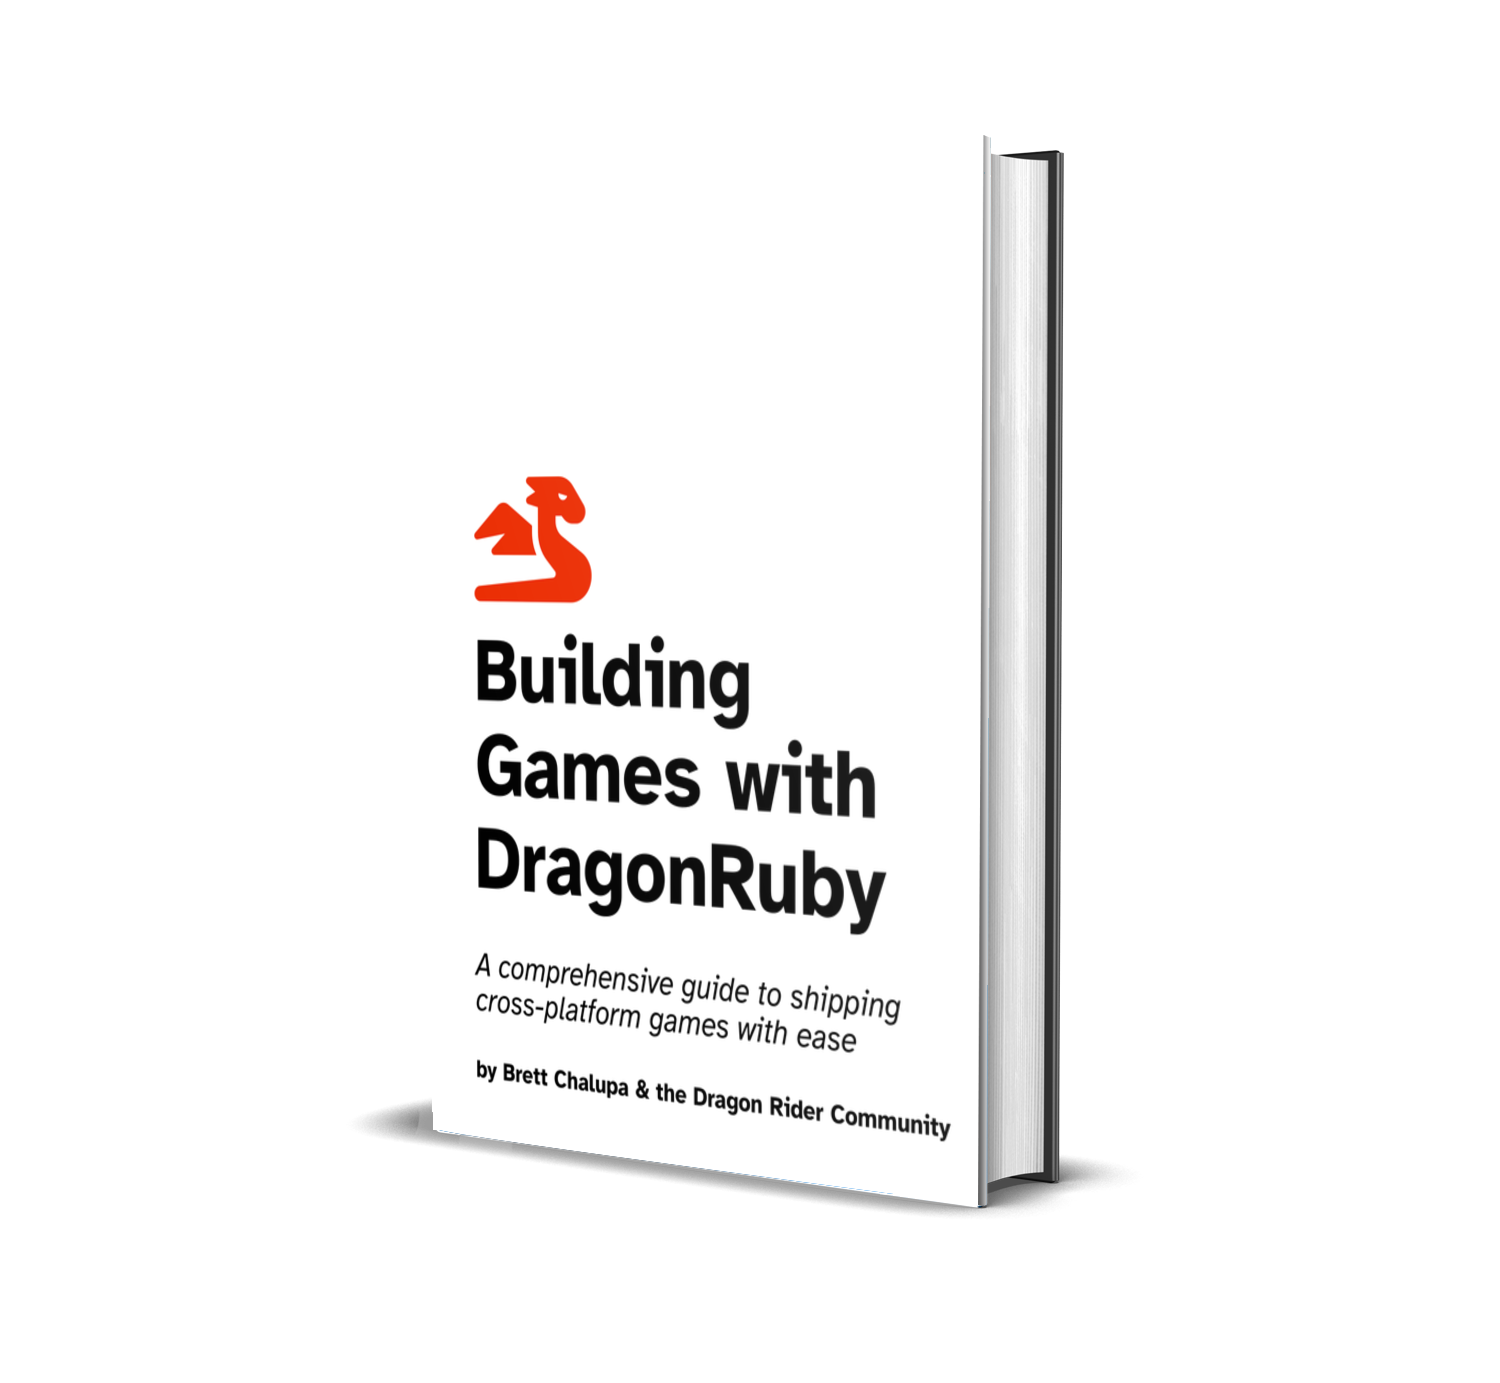 Building
Games with
DragonRuby
A comprehensive guide to shipping
cross-platform games with ease
by Brett Chalupa & the Dragon Rider Community